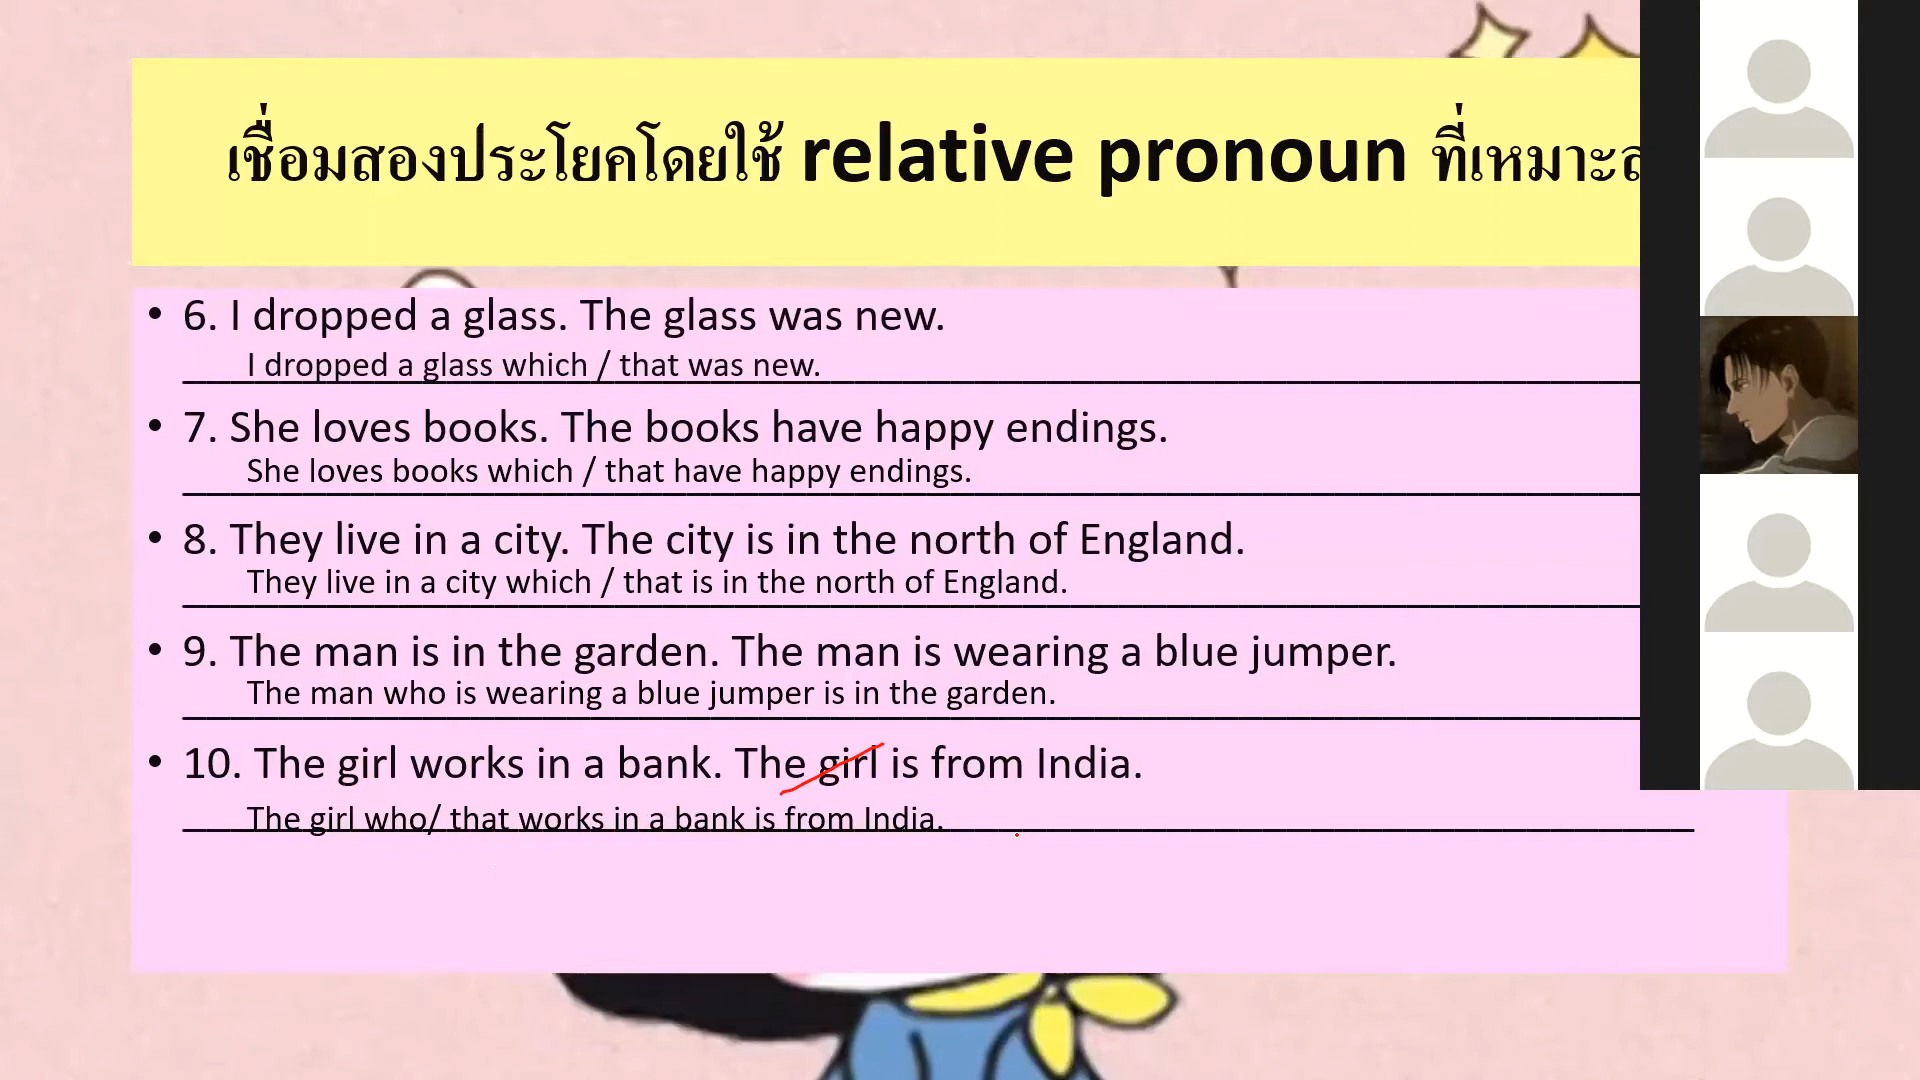 เชื่อมสองประโยคโดยใช้ relative pronoun ที่เหมาะส
• 6. I dropped a glass. The glass was new.
I dropped a glass which / that was new.
• 7. She loves books. The books have happy endings.
She loves books which / that have happy endings.
• 8. They live in a city. The city is in the north of England.
They live in a city which / that is in the north of England.
• 9. The man is in the garden. The man is wearing a blue jumper.
The man who is wearing a blue jumper is in the garden.
• 10. The girl works in a bank. The girl is from India.
The girl who/ that works in a bank is from India.